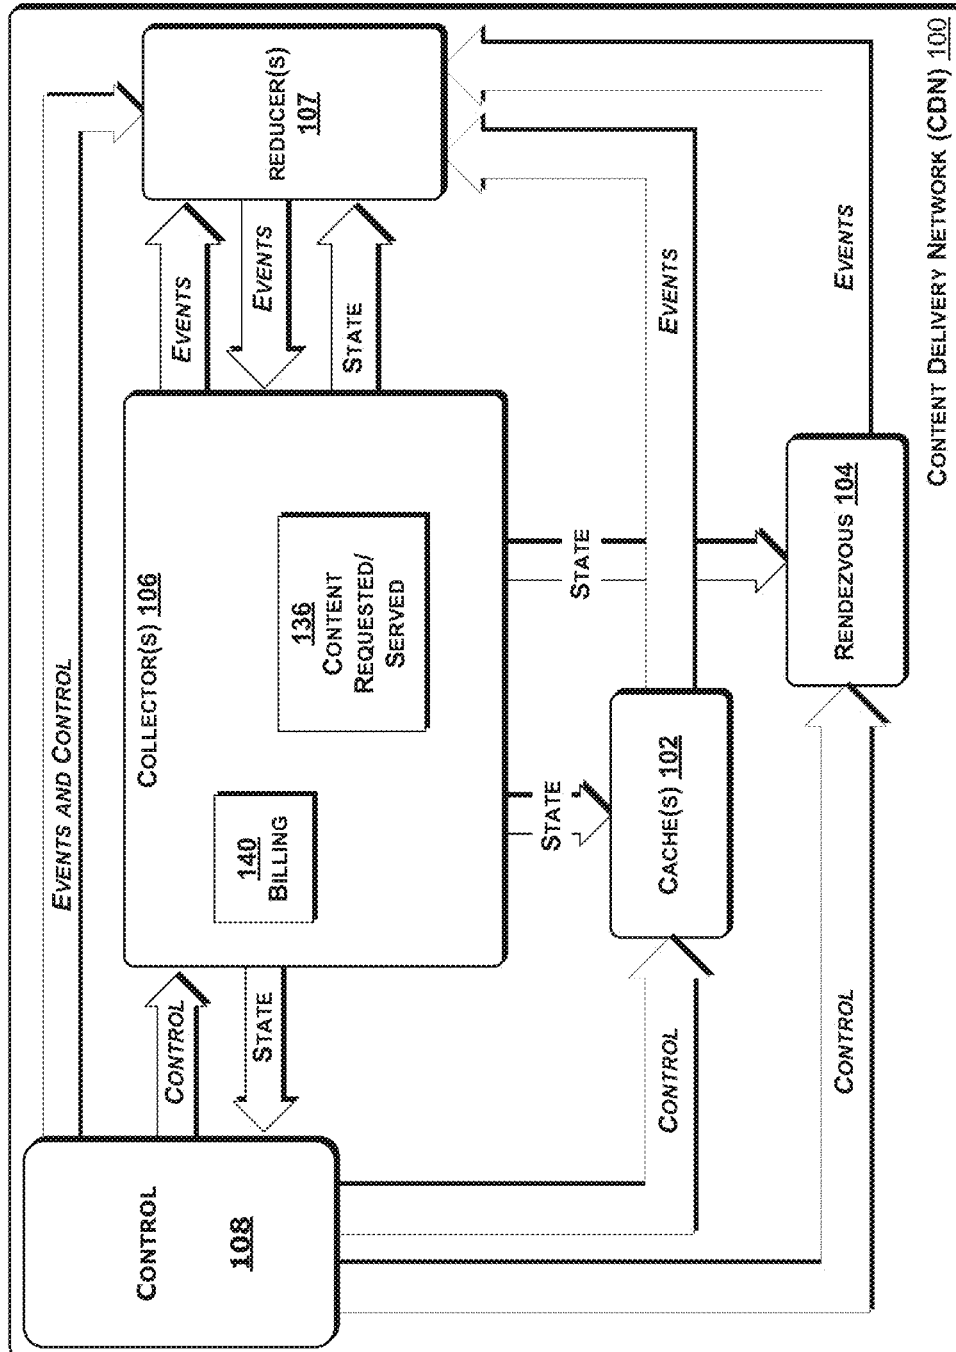 EVENTS AND CONTROL
CONTROL
108
CONTROL
STATE
COLLECTOR(S) 106
140
BILLING
136
CONTENT
REQUESTED/
SERVED
EVENTS
EVENTS
STATE
REDUCER(S)
107
STATE
STATE
CONTROL
CACHE(S) 102
EVENTS
CONTROL
RENDEZVOUS 104
EVENTS
CONTENT DELIVERY NETWORK (CDN) 100